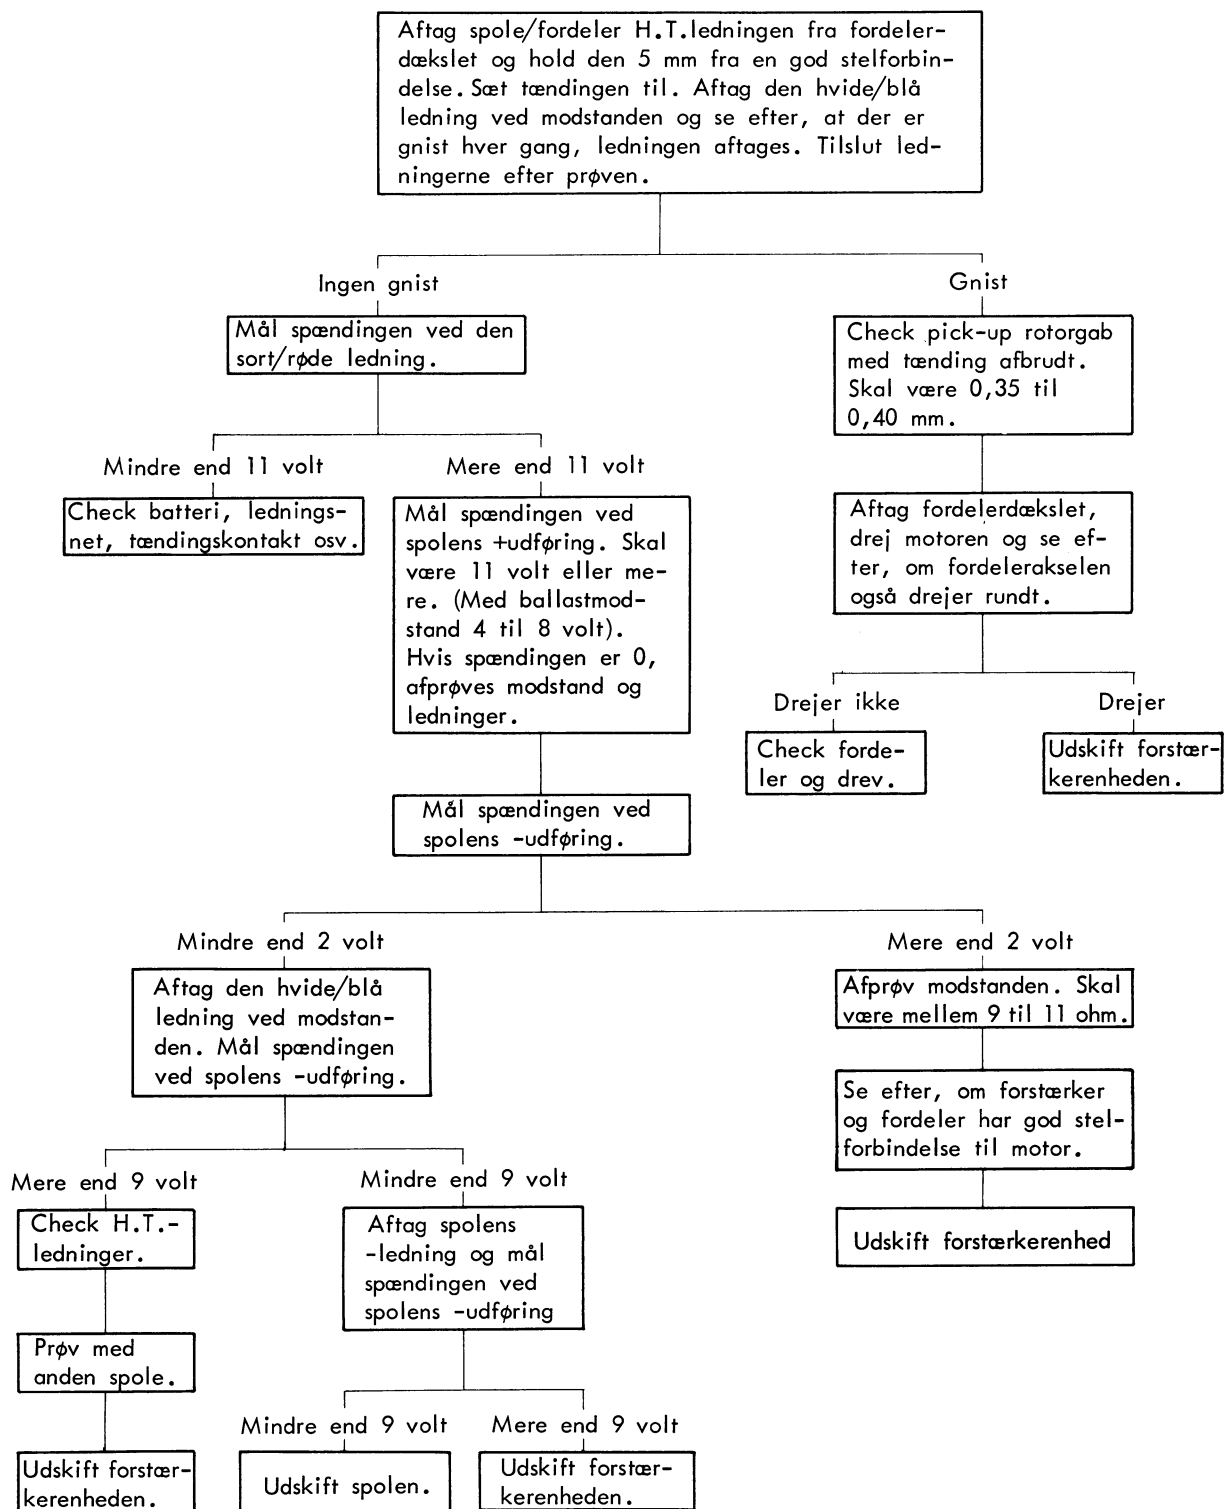 Aftag spole/fordeler H.T.ledningen fra fordeler-
dækslet og hold den 5 mm fra en god stelforbin-
delse. Sæt tændingen til. Aftag den hvide/blå
ledning ved modstanden og se efter, at der er
gnist hver gang, ledningen aftages. Tilslut led-
ningerne efter prøven.
Ingen gnist
Gnist
Mål spændingen ved den
sort/røde ledning.
Check pick-up rotorgab
med tænding afbrudt.
Skal være 0,35 til
0,40 mm.
Mindre end 11 volt
Mere end 11 volt
Check batteri, lednings-
net, tændingskontakt osv.
Mål spændingen ved
spolens +udføring. Skal
være 11 volt eller me-
re. (Med ballastmod-
stand 4 til 8 volt).
Hvis spændingen er 0,
afprøves modstand og
ledninger.
Aftag fordelerdækslet,
drej motoren og se ef-
ter, om fordelerakselen
også drejer rundt.
Drejer ikke
Drejer
Check forde-
ler og drev.
Udskift forstær-
kerenheden.
Mål spændingen ved
spolens -udføring.
Mindre end 2 volt
Mere end 2 volt
Aftag den hvide/blå
ledning ved modstan-
den. Mål spændingen
ved spolens -udføring.
Afprøv modstanden. Skal
være mellem 9 til 11 ohm.
Se efter, om forstærker
og fordeler har god stel-
forbindelse til motor.
Udskift forstærkerenhed
Mere end 9 volt
Mindre end 9 volt
Check H.T.-
ledninger.
Aftag spolens
-ledning og mål
spændingen ved
spolens -udføring
Prøv med
anden spole.
Mindre end 9 volt
Mere end 9 volt
Udskift forstær-
kerenheden.
Udskift spolen.
Udskift forstær-
kerenheden.